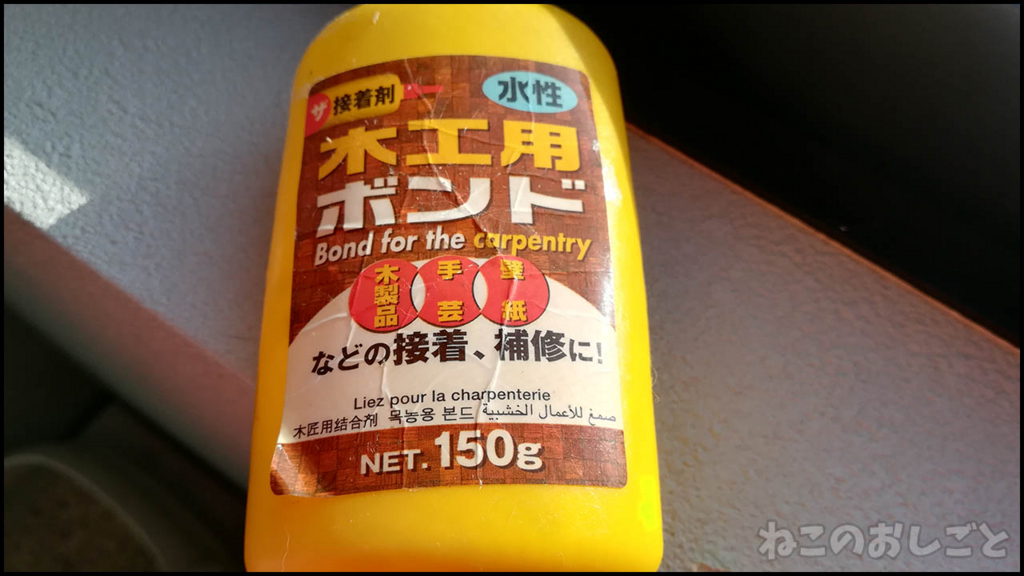 ザ 接着剤
水性
木工用
ボンド
Bond for the carpentry
木製品 手芸 壁紙
などの接着、補修に!
Liez pour la charpenterie
木匠用结合剂 목농용 본드 صمغ للأعمال الخشبية
NET. 150g
ねこのおしごと